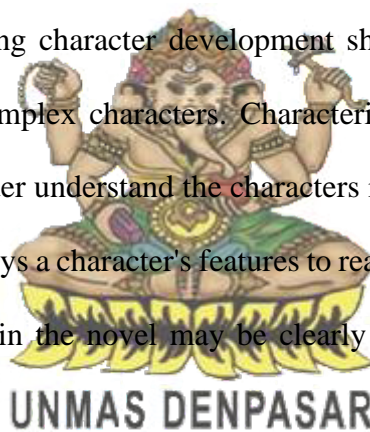 ng character development sh
mplex characters. Characteri
er understand the characters
ys a character's features to rea
in the novel may be clearly
UNMAS DENPASAR